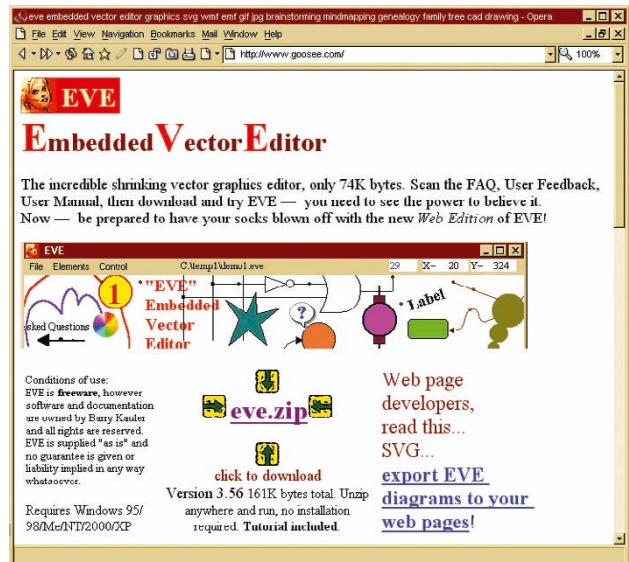 eve embedded vector editor graphics svg wmf emf gif jpg brainstorming mindmapping genealogy family tree cad drawing - Opera
File Edit View Navigation Bookmarks Mail Window Help
http://www.goosee.com/ 100%
EVE
EmbeddedVectorEditor
The incredible shrinking vector graphics editor, only 74K bytes. Scan the FAQ, User Feedback,
User Manual, then download and try EVE — you need to see the power to believe it.
Now — be prepared to have your socks blown off with the new Web Edition of EVE!
EVE
File Elements Control C:\temp1\demo1.eve 29 X- 20 Y- 324
1
"EVE"
Embedded
Vector
Editor
sked Questions
?
Label
Conditions of use:
EVE is freeware, however
software and documentation
are owned by Barry Kauler
and all rights are reserved.
EVE is supplied "as is" and
no guarantee is given or
liability implied in any way
whatsoever.
Requires Windows 95/
98/Me/NT/2000/XP
eve.zip
click to download
Version 3.56 161K bytes total. Unzip
anywhere and run, no installation
required. Tutorial included.
Web page
developers,
read this...
SVG...
export EVE
diagrams to your
web pages!